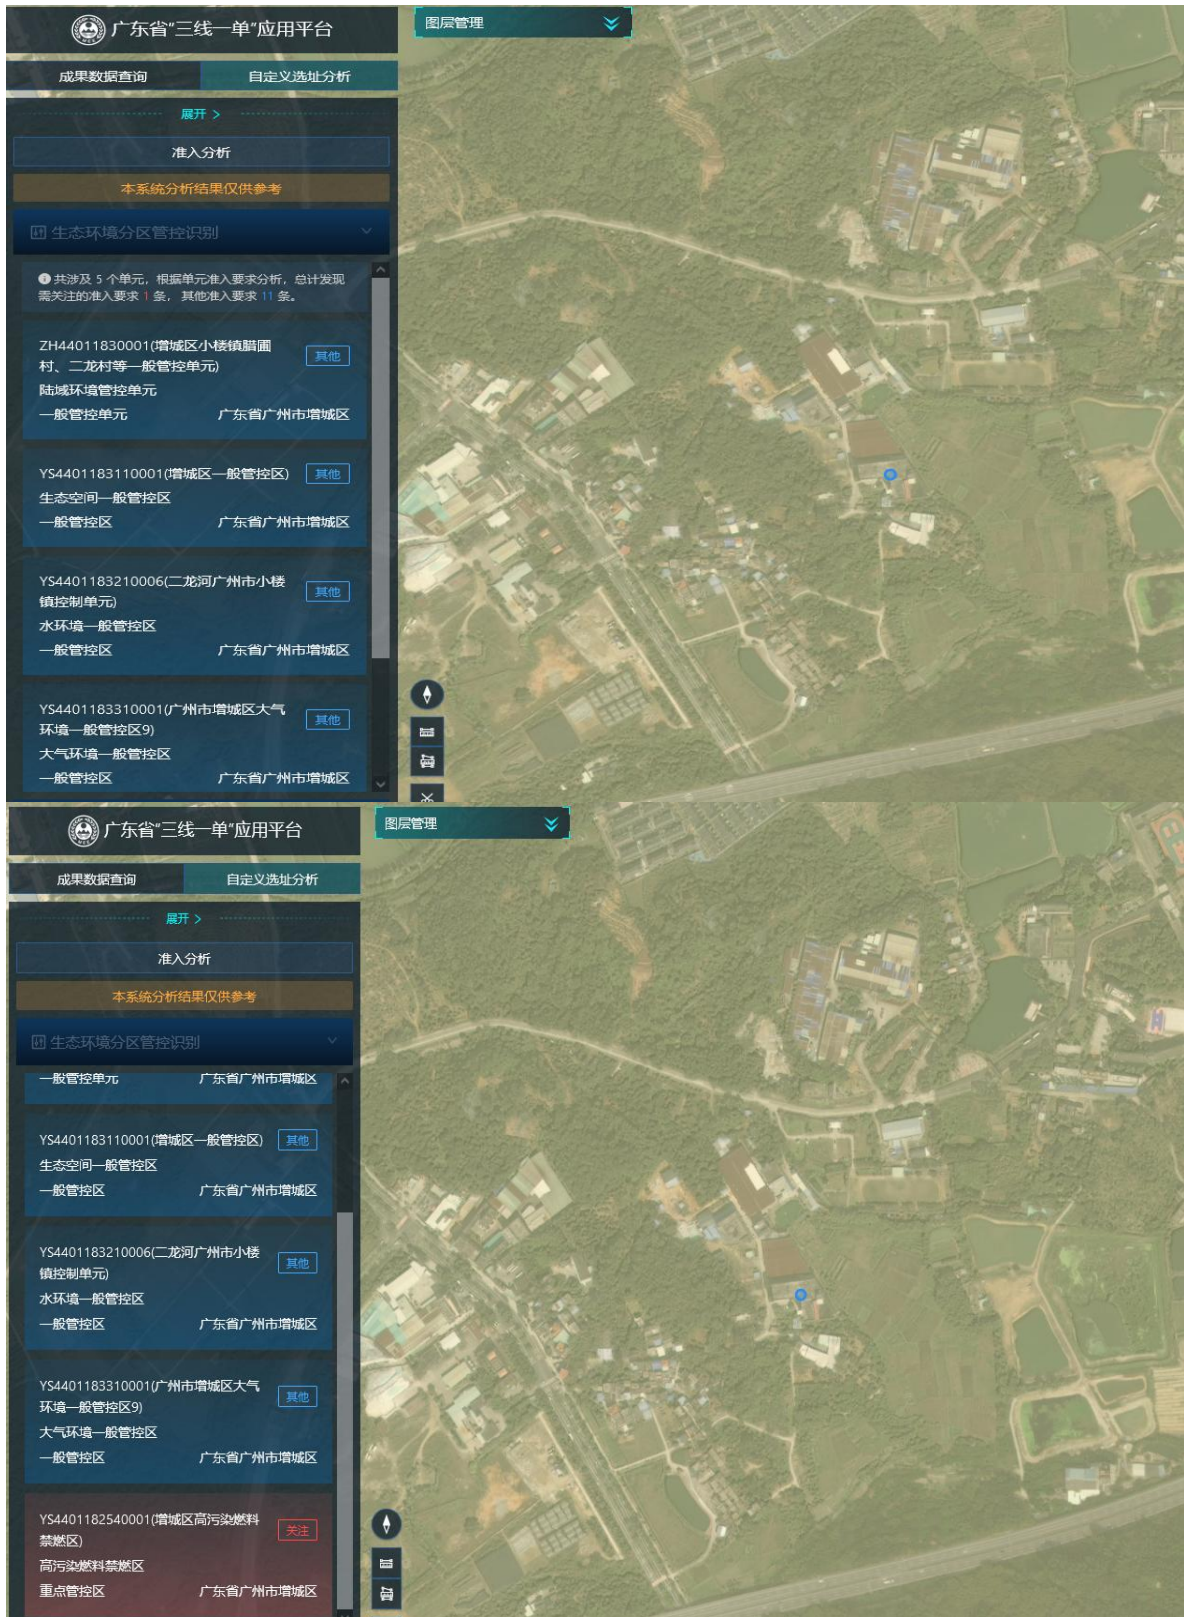 广东省"三线一单"应用平台
图层管理
成果数据查询
自定义选址分析
展开 >
准入分析
本系统分析结果仅供参考
生态环境分区管控识别
共涉及 5 个单元，根据单元准入要求分析，总计发现
需关注的准入要求 1 条，其他准入要求 11 条。
ZH44011830001(增城区小楼镇腊圃
村、二龙村等一般管控单元)
其他
陆域环境管控单元
一般管控单元 广东省广州市增城区
YS4401183110001(增城区一般管控区)
其他
生态空间一般管控区
一般管控区 广东省广州市增城区
YS4401183210006(二龙河广州市小楼
镇控制单元)
其他
水环境一般管控区
一般管控区 广东省广州市增城区
YS4401183310001(广州市增城区大气
环境一般管控区9)
其他
大气环境一般管控区
一般管控区 广东省广州市增城区
广东省"三线一单"应用平台
图层管理
成果数据查询
自定义选址分析
展开 >
准入分析
本系统分析结果仅供参考
生态环境分区管控识别
一般管控单元 广东省广州市增城区
YS4401183110001(增城区一般管控区)
其他
生态空间一般管控区
一般管控区 广东省广州市增城区
YS4401183210006(二龙河广州市小楼
镇控制单元)
其他
水环境一般管控区
一般管控区 广东省广州市增城区
YS4401183310001(广州市增城区大气
环境一般管控区9)
其他
大气环境一般管控区
一般管控区 广东省广州市增城区
YS4401182540001(增城区高污染燃料
禁燃区)
关注
高污染燃料禁燃区
重点管控区 广东省广州市增城区